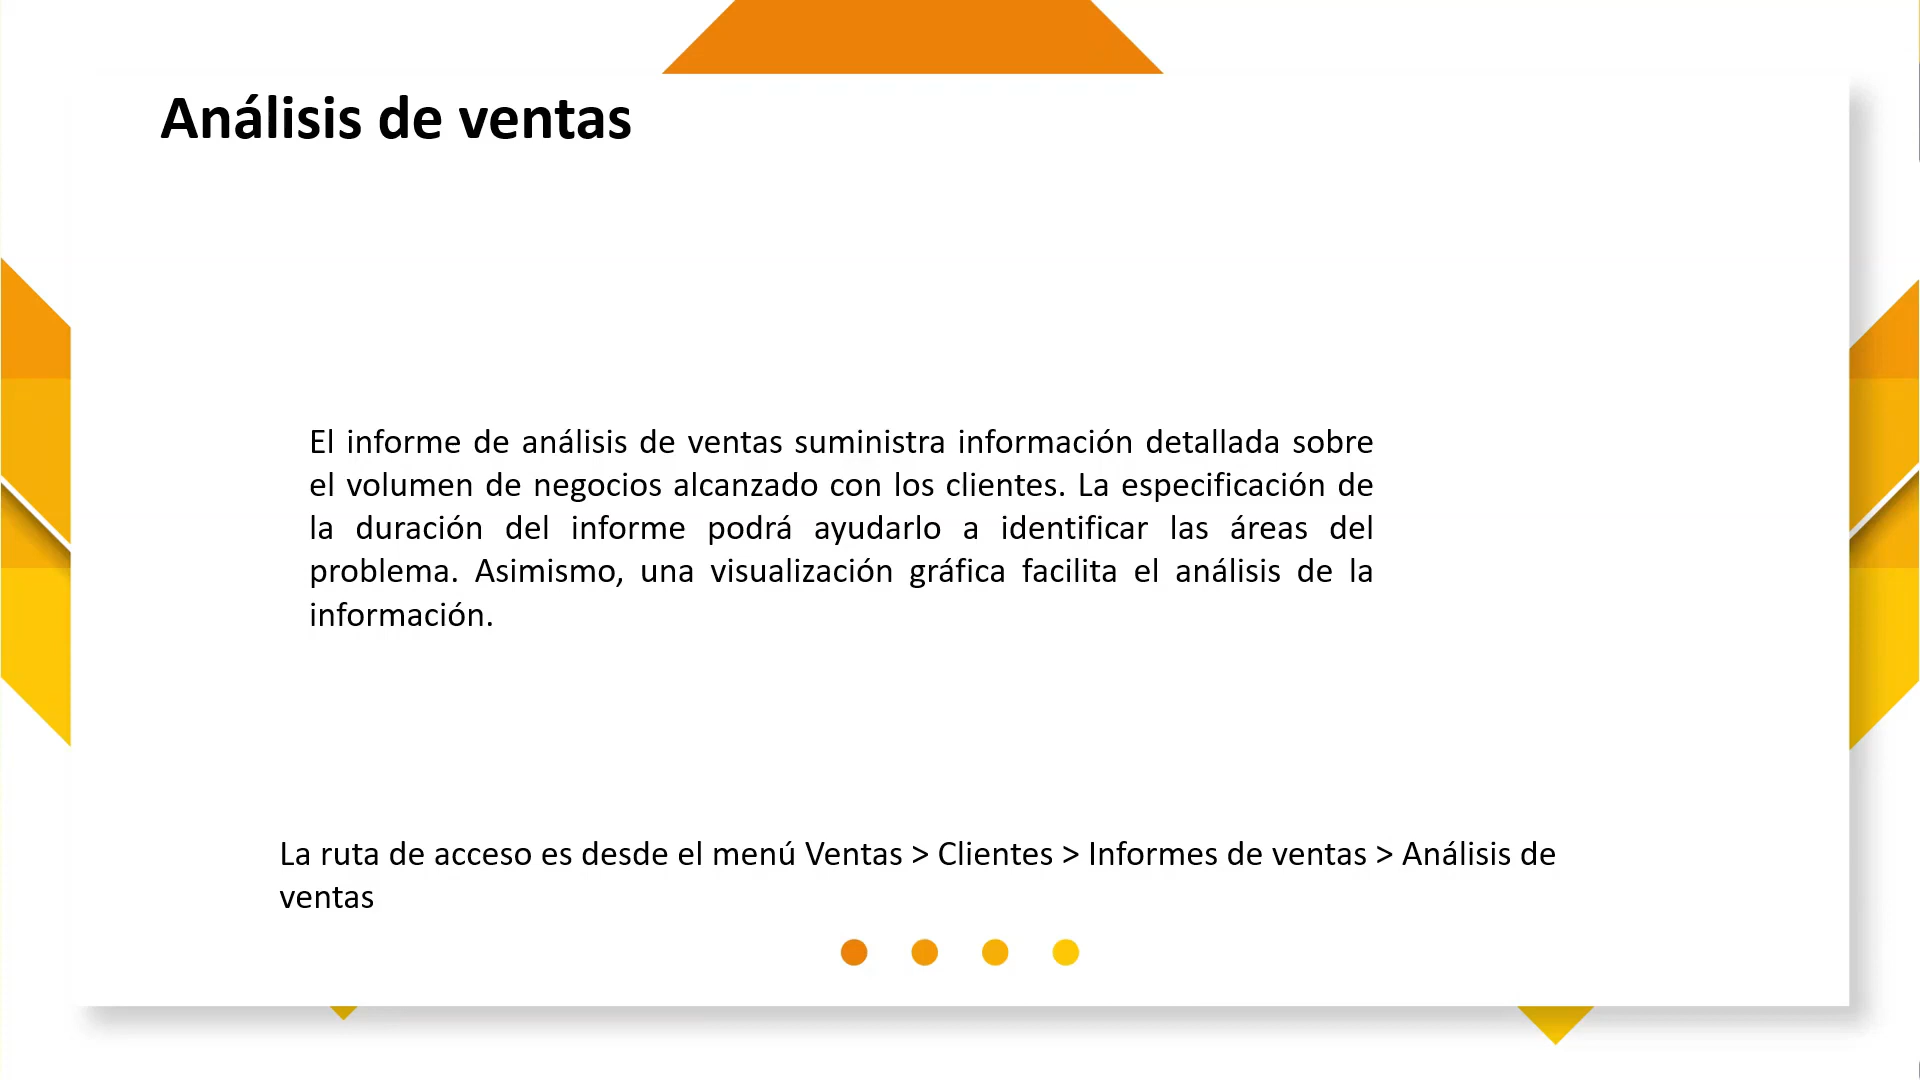 Análisis de ventas
El informe de análisis de ventas suministra información detallada sobre
el volumen de negocios alcanzado con los clientes. La especificación de
la duración del informe podrá ayudarlo a identificar las áreas del
problema. Asimismo, una visualización gráfica facilita el análisis de la
información.
La ruta de acceso es desde el menú Ventas > Clientes > Informes de ventas > Análisis de
ventas